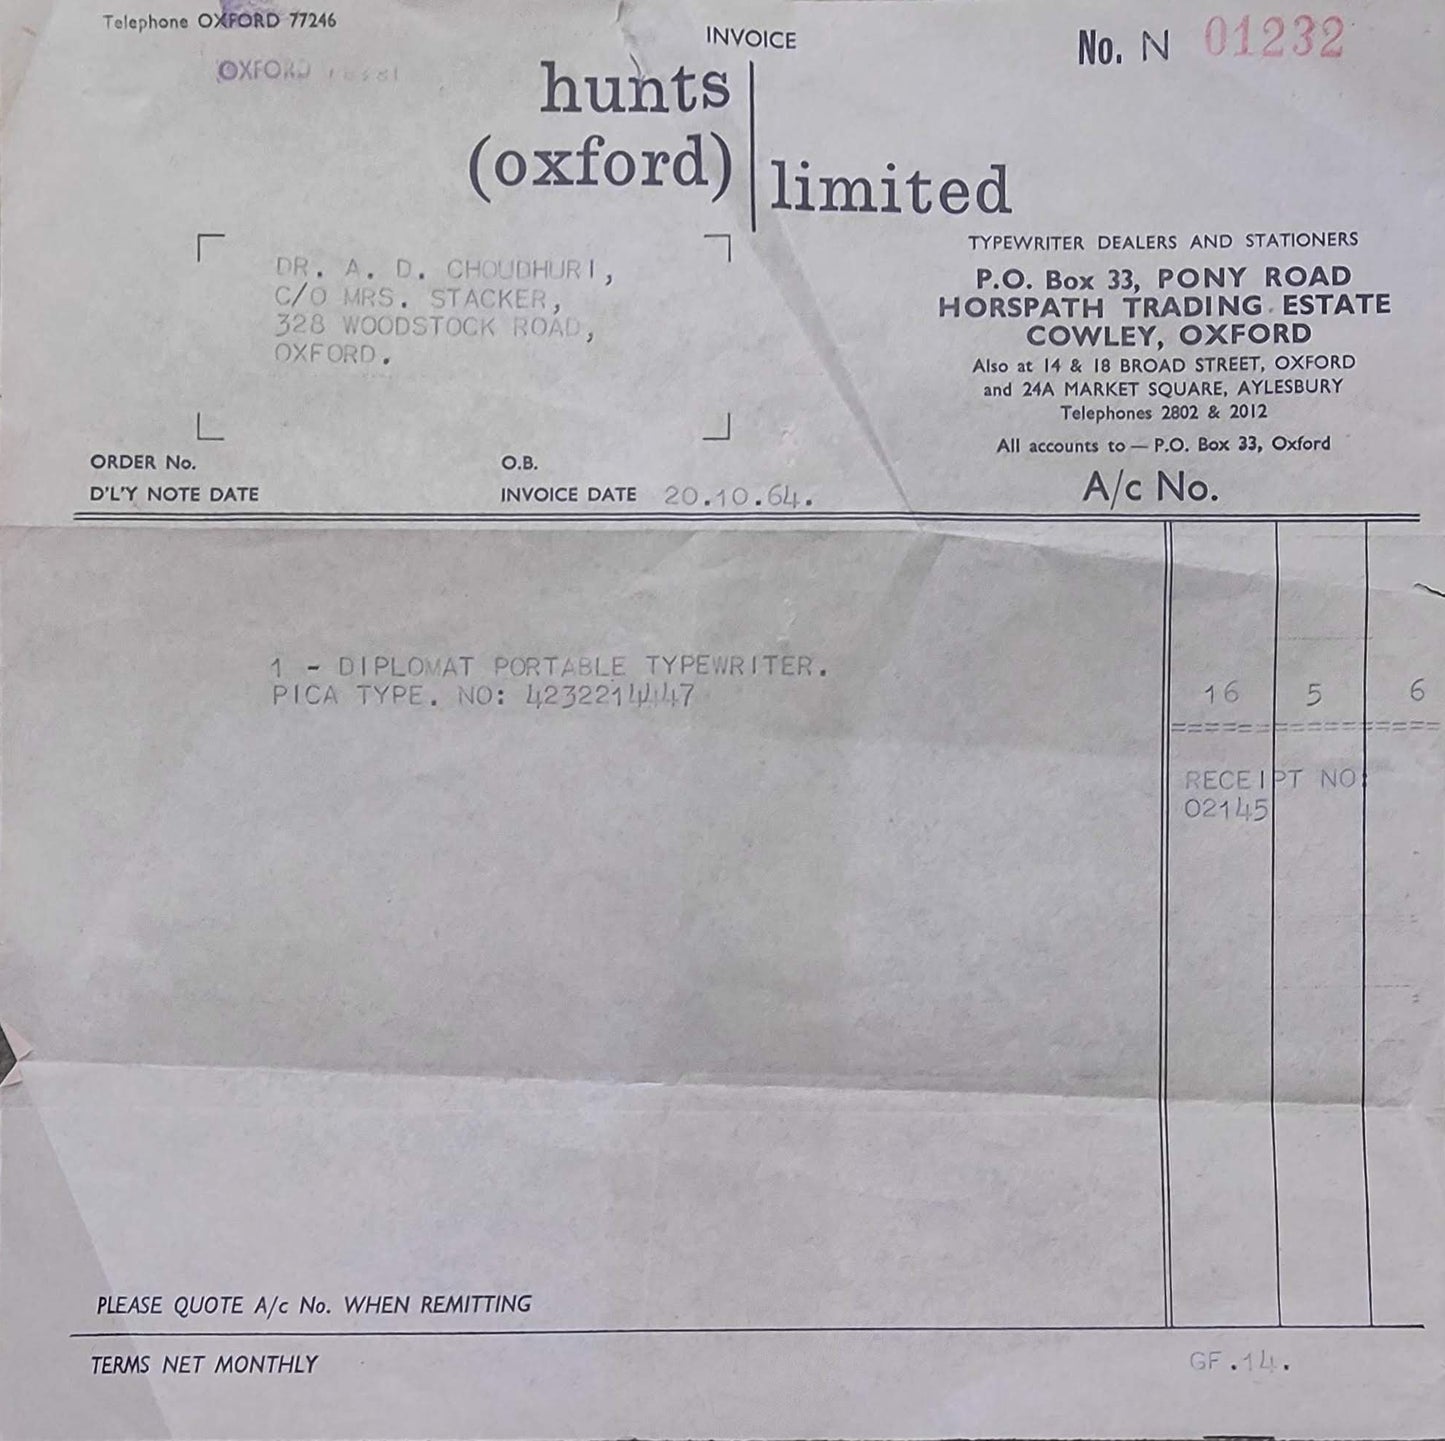 Telephone OXFORD 77246
OXFORD
INVOICE
No. N 01232
hunts
(oxford) limited
TYPEWRITER DEALERS AND STATIONERS
P.O. Box 33, PONY ROAD
HORSPATH TRADING ESTATE
COWLEY, OXFORD
Also at 14 & 18 BROAD STREET, OXFORD
and 24A MARKET SQUARE, AYLESBURY
Telephones 2802 & 2012
All accounts to — P.O. Box 33, Oxford
A/c No.
DR. A. D. CHOUDHURI,
C/O MRS. STACKER,
328 WOODSTOCK ROAD,
OXFORD.
ORDER No.
O.B.
D'L'Y NOTE DATE
INVOICE DATE 20.10.64.
1 - DIPLOMAT PORTABLE TYPEWRITER.
PICA TYPE. NO: 4232214447
16 5 6
RECEIPT NO:
02145
PLEASE QUOTE A/c No. WHEN REMITTING
TERMS NET MONTHLY
GF.14.